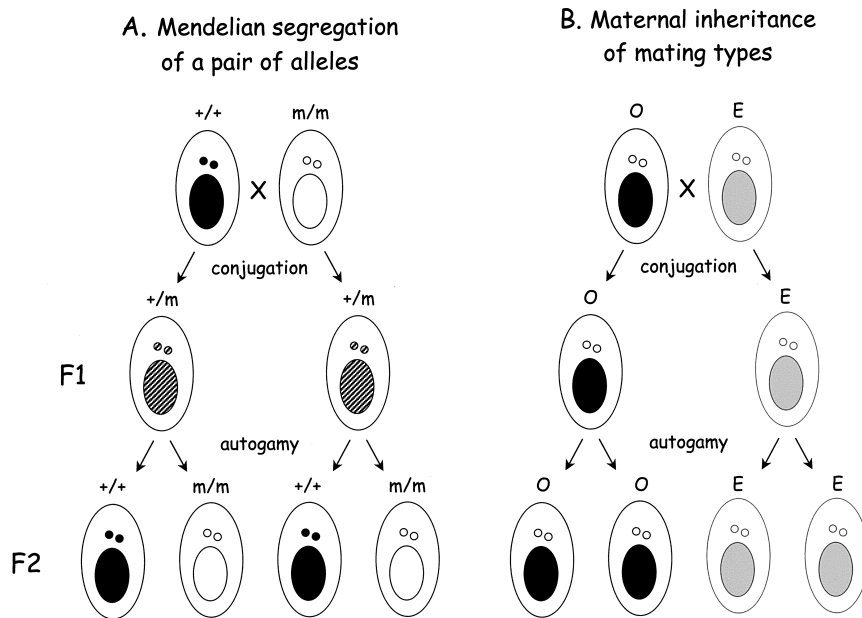 A. Mendelian segregation
of a pair of alleles
+/+ m/m
X
conjugation
+/m +/m
F1
autogamy
+/+ m/m +/+ m/m
F2
B. Maternal inheritance
of mating types
O E
X
conjugation
O E
autogamy
O O E E